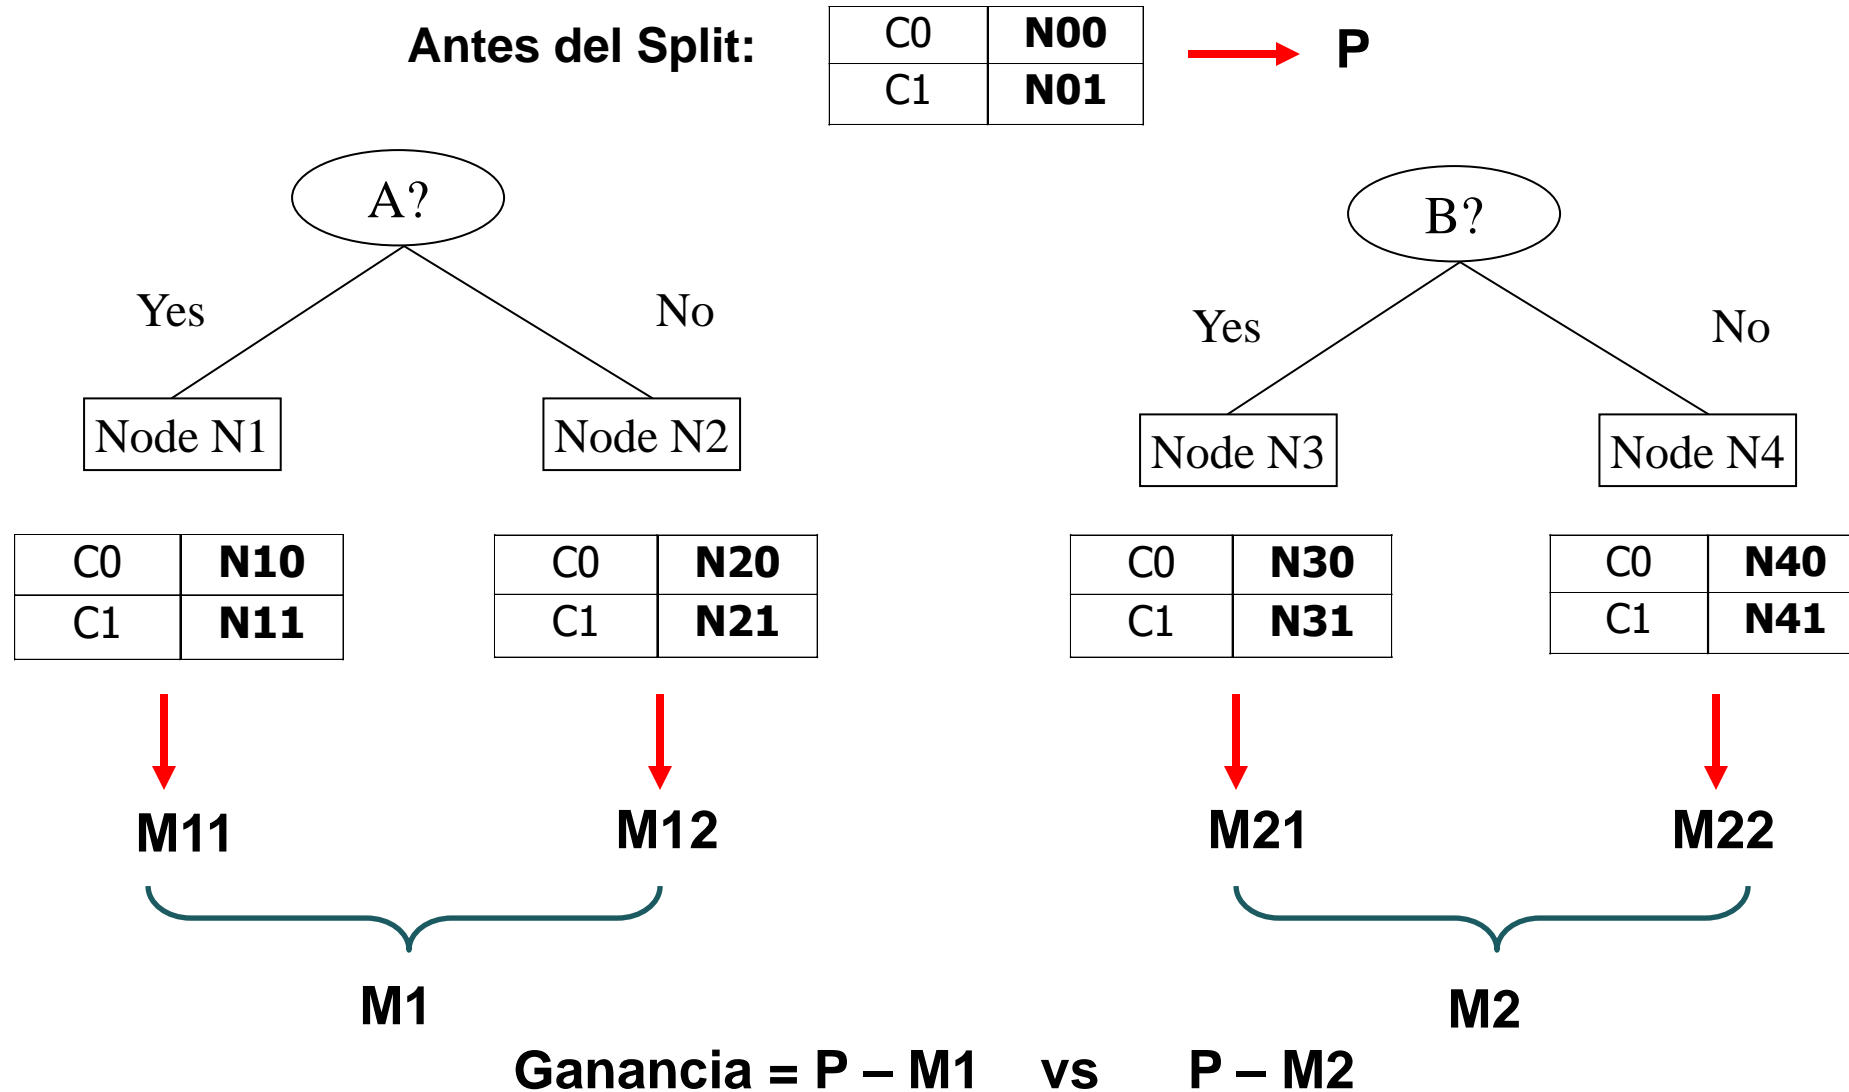 Antes del Split:
C0 N00
P
C1 N01
A?
B?
Yes
No
Yes
No
Node N1
Node N2
Node N3
Node N4
C0 N10
C1 N11
C0 N20
C1 N21
C0 N30
C1 N31
C0 N40
C1 N41
M11
M12
M21
M22
M1
M2
Ganancia = P – M1 vs P – M2